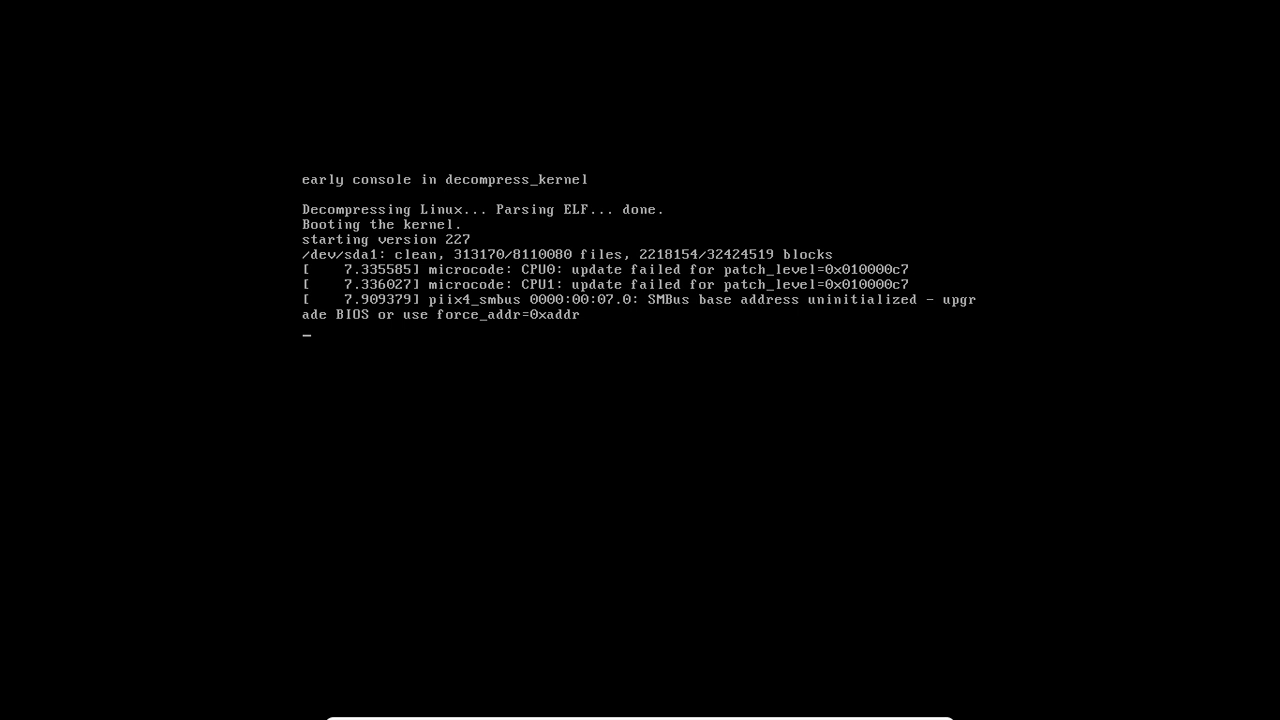 early console in decompress_kernel
Decompressing Linux... Parsing ELF... done.
Booting the kernel.
starting version 227
/dev/sda1: clean, 313170/8110080 files, 2218154/32424519 blocks
[    7.335585] microcode: CPU0: update failed for patch_level=0x010000c7
[    7.336027] microcode: CPU1: update failed for patch_level=0x010000c7
[    7.909379] piix4_smbus 0000:00:07.0: SMBus base address uninitialized - upgr
ade BIOS or use force_addr=0xaddr
_